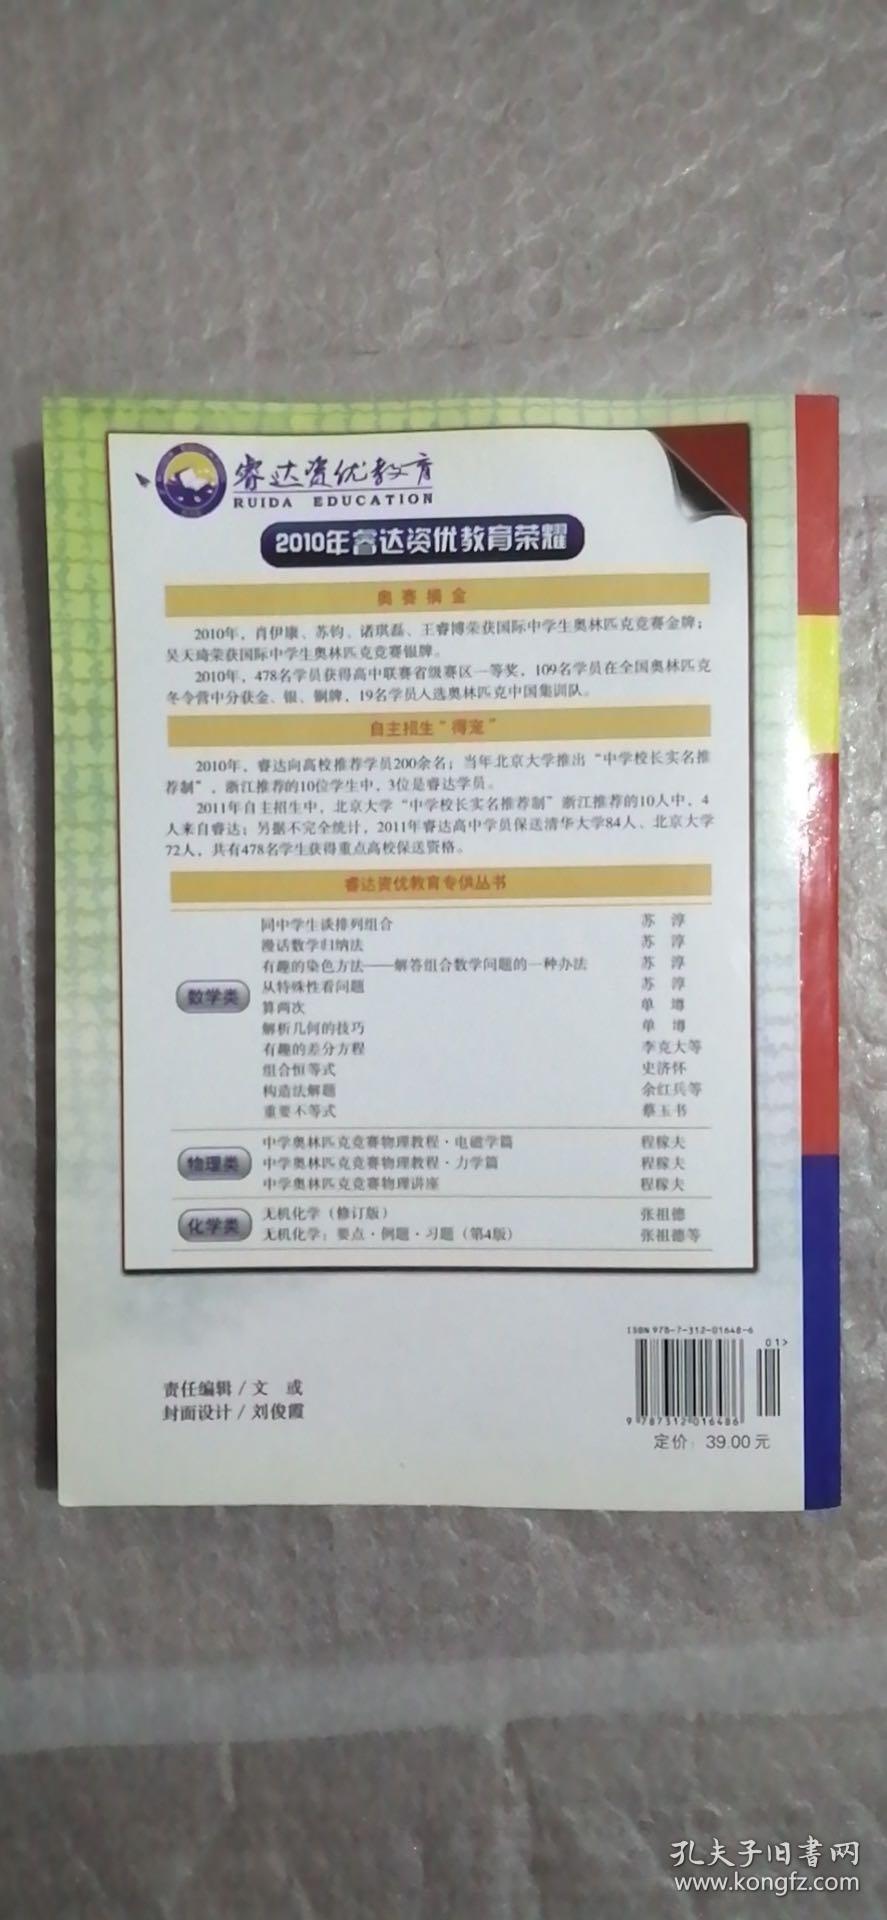 睿达资优教育
RUIDA EDUCATION
2010年睿达资优教育荣耀
奥赛摘金
2010年，肖伊康、苏钧、诸琪磊、王睿博荣获国际中学生奥林匹克竞赛金牌；
吴天琦荣获国际中学生奥林匹克竞赛银牌。
2010年，478名学员获得高中联赛省级赛区一等奖，109名学员在全国奥林匹克
冬令营中分获金、银、铜牌，19名学员入选奥林匹克中国集训队。
自主招生“得宠”
2010年，睿达向高校推荐学员200余名；当年北京大学推出“中学校长实名推
荐制”，浙江推荐的10位学生中，3位是睿达学员。
2011年自主招生中，北京大学“中学校长实名推荐制”浙江推荐的10人中，4
人来自睿达；另据不完全统计，2011年睿达高中学员保送清华大学84人、北京大学
72人，共有478名学生获得重点高校保送资格。
睿达资优教育专供丛书
数学类
同中学生谈排列组合 苏淳
漫话数学归纳法 苏淳
有趣的染色方法——解答组合数学问题的一种办法 苏淳
从特殊性看问题 苏淳
算两次 单墫
解析几何的技巧 单墫
有趣的差分方程 李克大等
组合恒等式 史济怀
构造法解题 余红兵等
重要不等式 蔡玉书
物理类
中学奥林匹克竞赛物理教程·电磁学篇 程稼夫
中学奥林匹克竞赛物理教程·力学篇 程稼夫
中学奥林匹克竞赛物理讲座 程稼夫
化学类
无机化学（修订版） 张祖德
无机化学：要点·例题·习题（第4版） 张祖德等
责任编辑/文 或
封面设计/刘俊霞
ISBN 978-7-312-01648-6
01>
9 787312 016486
定价：39.00元
孔夫子旧书网
www.kongfz.com